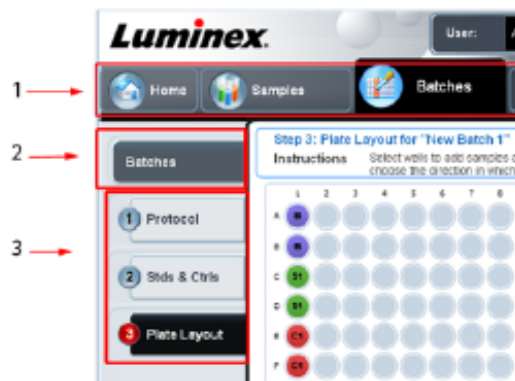 Luminex.
User:
1
Home
Samples
Batches
2
Batches
Step 3: Plate Layout for "New Batch 1"
Instructions
Select wells to add samples
choose the direction in which
1 2 3 4 5 6 7 8
3
1 Protocol
2 Stds & Ctrls
3 Plate Layout
A B
B B
C S1
D S1
E C1
F C1